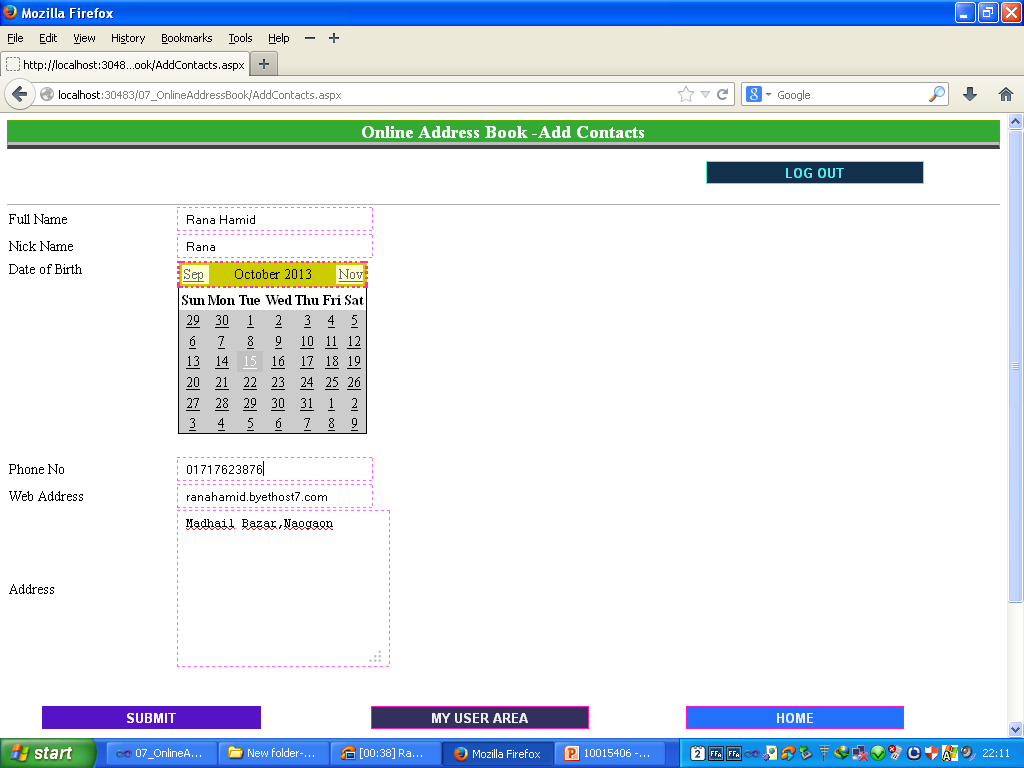 Mozilla Firefox
File Edit View History Bookmarks Tools Help
http://localhost:3048...ook/AddContacts.aspx
localhost:30483/07_OnlineAddressBook/AddContacts.aspx
Google
Online Address Book -Add Contacts
LOG OUT
Full Name Rana Hamid
Nick Name Rana
Date of Birth
Sep October 2013 Nov
Sun Mon Tue Wed Thu Fri Sat
29 30 1 2 3 4 5
6 7 8 9 10 11 12
13 14 15 16 17 18 19
20 21 22 23 24 25 26
27 28 29 30 31 1 2
3 4 5 6 7 8 9
Phone No 01717623876
Web Address ranahamid.byethost7.com
Madhail Bazar,Naogaon
Address
SUBMIT MY USER AREA HOME
start 07_OnlineA... New folder-... [00:38] Ra... Mozilla Firefox 10015406 -... 22:11